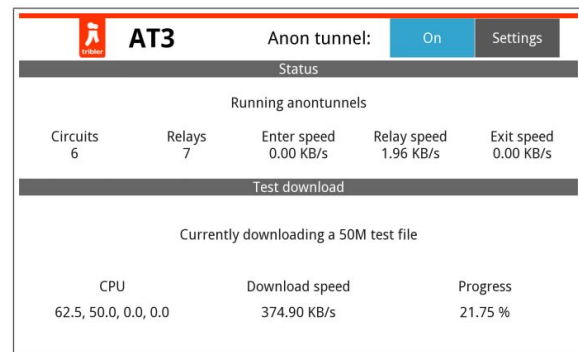 tribler AT3 Anon tunnel: On Settings
Status
Running anontunnels
Circuits Relays Enter speed Relay speed Exit speed
6 7 0.00 KB/s 1.96 KB/s 0.00 KB/s
Test download
Currently downloading a 50M test file
CPU Download speed Progress
62.5, 50.0, 0.0, 0.0 374.90 KB/s 21.75 %